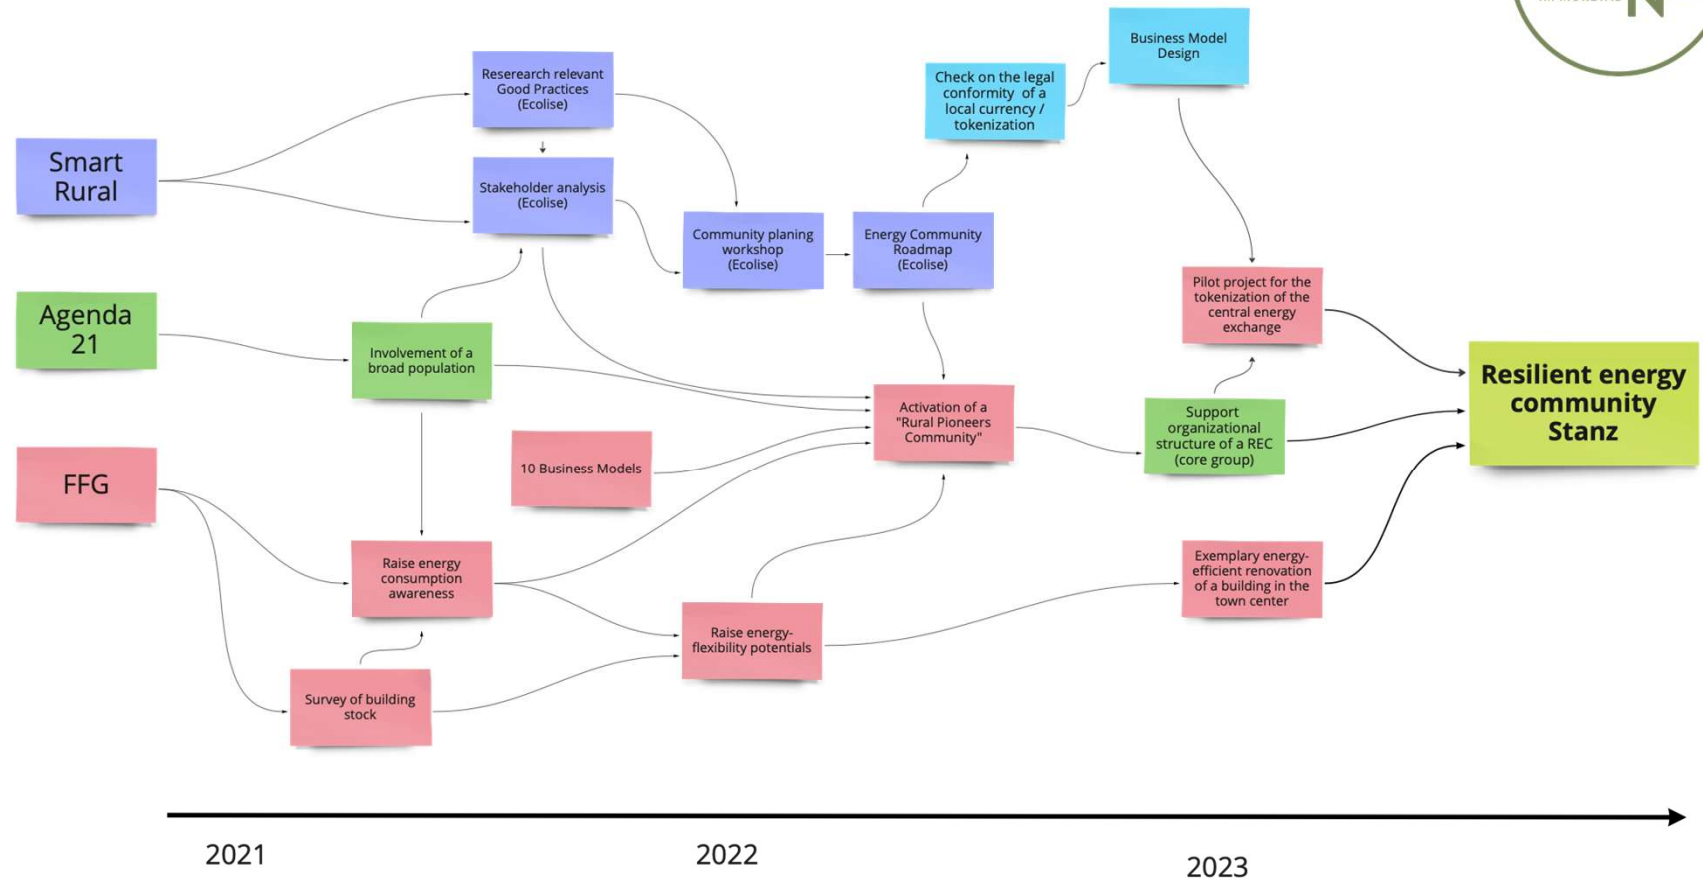 Business Model
Design
Reserearch relevant
Good Practices
(Ecolise)
Check on the legal
conformity of a
local currency /
tokenization
Smart
Rural
Stakeholder analysis
(Ecolise)
Community planing
workshop
(Ecolise)
Energy Community
Roadmap
(Ecolise)
Pilot project for the
tokenization of the
central energy
exchange
Agenda
21
Involvement of a
broad population
Resilient energy
community
Stanz
Activation of a
"Rural Pioneers
Community"
Support
organizational
structure of a REC
(core group)
FFG
10 Business Models
Raise energy
consumption
awareness
Exemplary energy-
efficient renovation
of a building in the
town center
Raise energy-
flexibility potentials
Survey of building
stock
2021
2022
2023